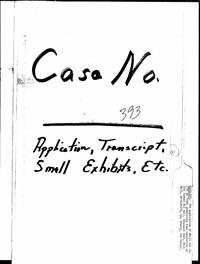 Case No.
393
Application, Transcript,
Small Exhibits, Etc.